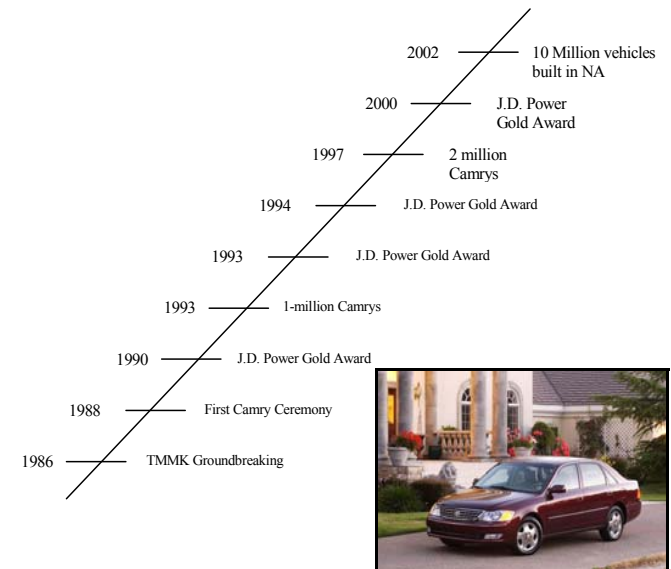 2002 10 Million vehicles
built in NA
2000 J.D. Power
Gold Award
1997 2 million
Camrys
1994 J.D. Power Gold Award
1993 J.D. Power Gold Award
1993 1-million Camrys
1990 J.D. Power Gold Award
1988 First Camry Ceremony
1986 TMMK Groundbreaking